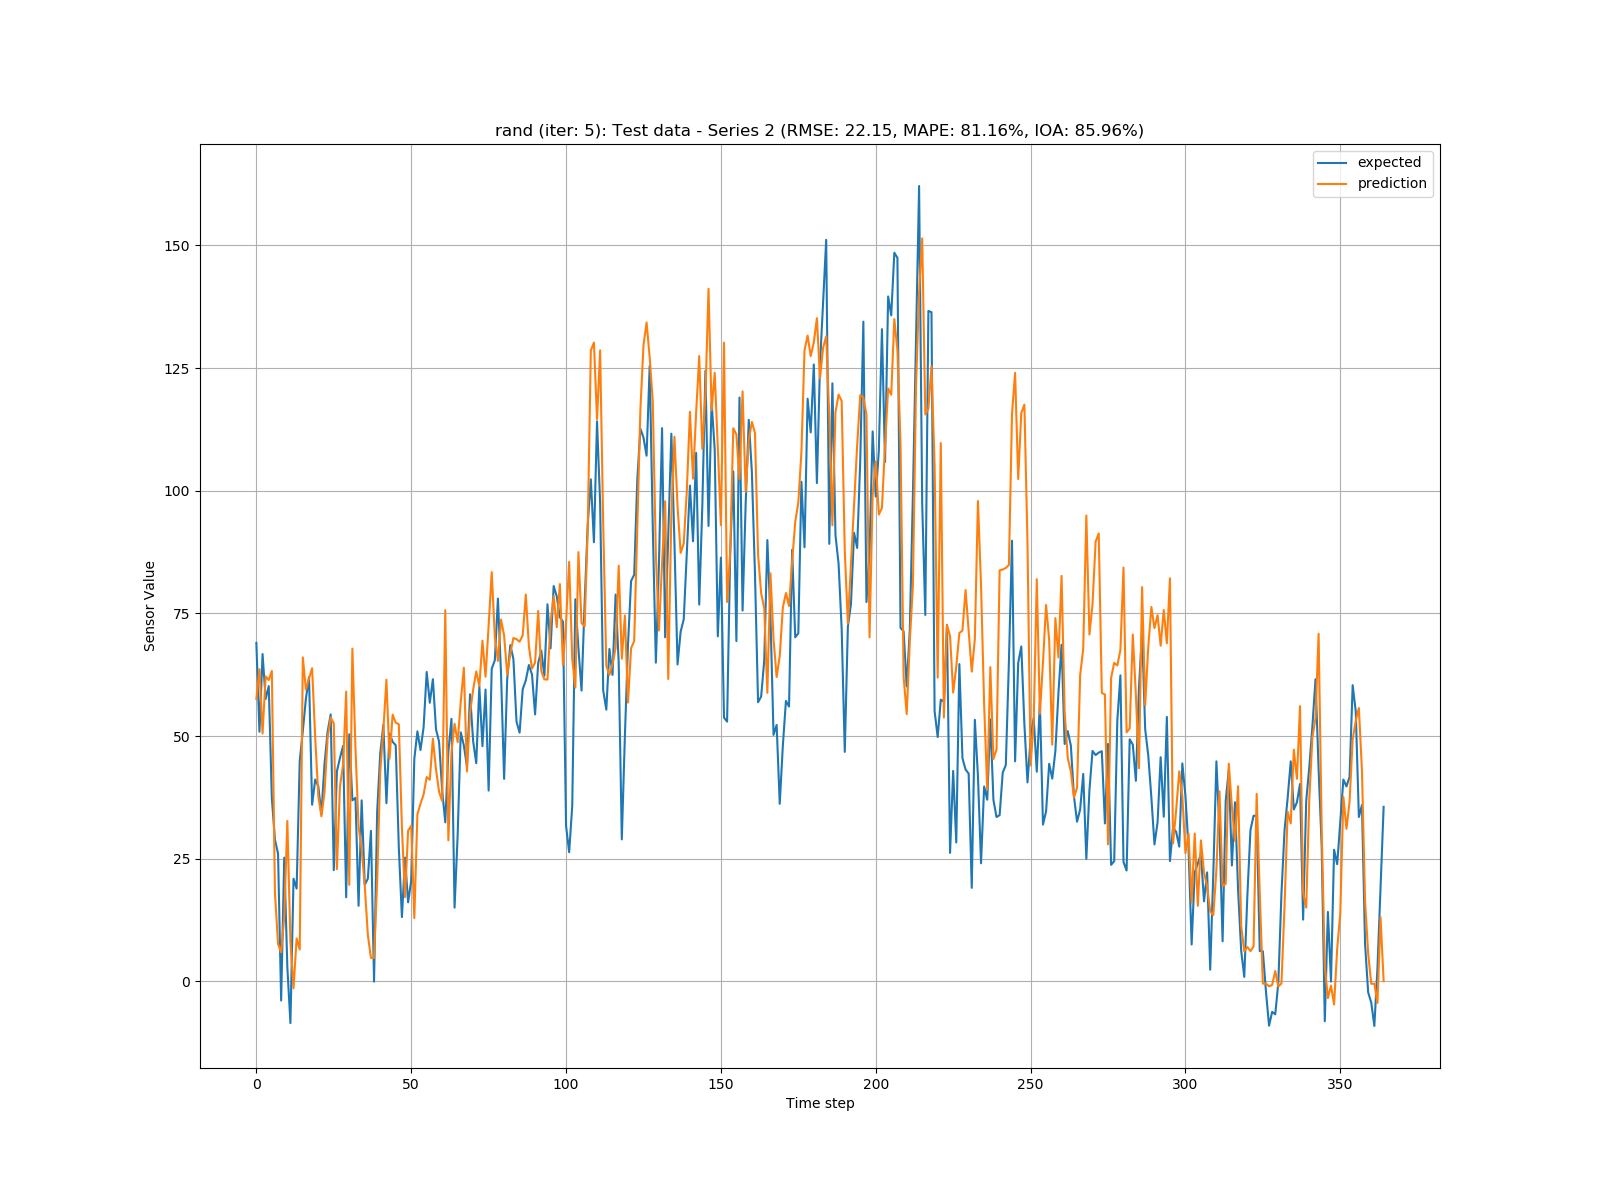 rand (iter: 5): Test data - Series 2 (RMSE: 22.15, MAPE: 81.16%, IOA: 85.96%)
expected
prediction
150
125
100
75
50
25
0
Sensor Value
0 50 100 150 200 250 300 350
Time step